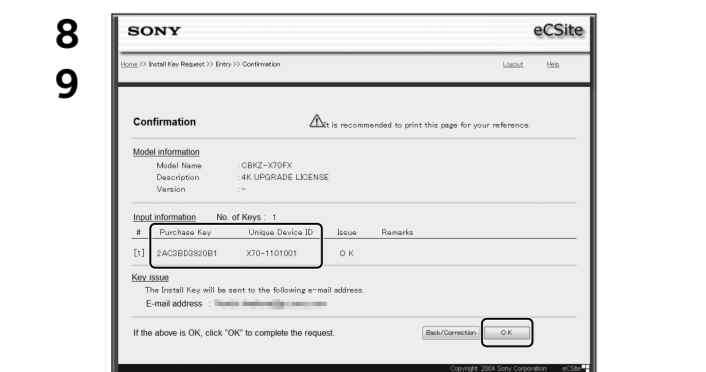 8
9
SONY
eCSite
Home >> Install Key Request >> Entry >> Confirmation Logout Help
Confirmation
It is recommended to print this page for your reference.
Model information
Model Name : CBKZ-X70FX
Description : 4K UPGRADE LICENSE
Version : -
Input information No. of Keys : 1
# Purchase Key Unique Device ID Issue Remarks
[1] 2AC3BD3820B1 X70-1101001 O K
Key issue
The Install Key will be sent to the following e-mail address.
E-mail address :
If the above is OK, click "OK" to complete the request. Back/Correction O K
Copyright 2004 Sony Corporation eCSite